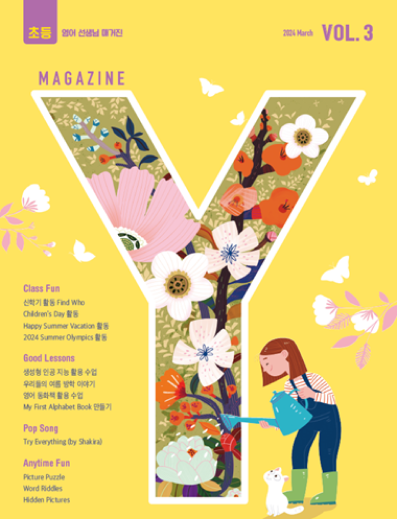 초등 영어 선생님 매거진
2024 March VOL. 3
MAGAZINE
Y
Class Fun
신학기 활동 Find Who
Children's Day 활동
Happy Summer Vacation 활동
2024 Summer Olympics 활동
Good Lessons
생성형 인공 지능 활용 수업
우리들의 여름 방학 이야기
영어 동화책 활용 수업
My First Alphabet Book 만들기
Pop Song
Try Everything (by Shakira)
Anytime Fun
Picture Puzzle
Word Riddles
Hidden Pictures